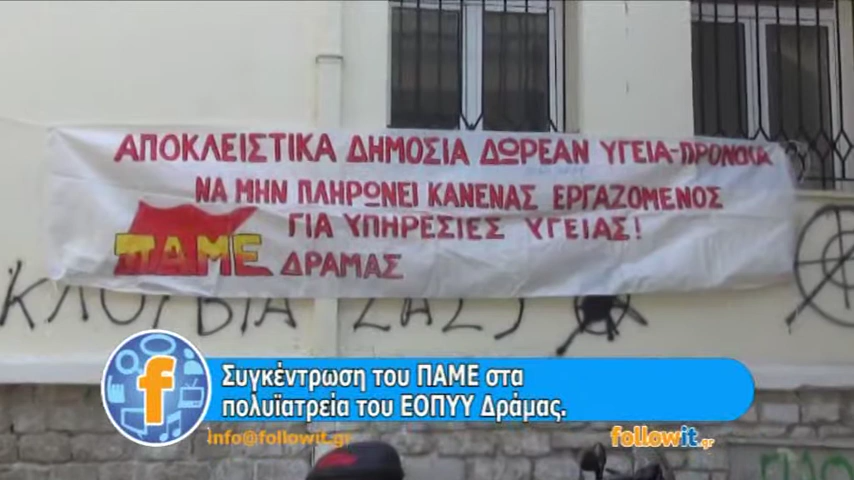 ΑΠΟΚΛΕΙΣΤΙΚΑ ΔΗΜΟΣΙΑ ΔΩΡΕΑΝ ΥΓΕΙΑ-ΠΡΟΝΟΙΑ
ΝΑ ΜΗΝ ΠΛΗΡΩΝΕΙ ΚΑΝΕΝΑΣ ΕΡΓΑΖΟΜΕΝΟΣ
ΓΙΑ ΥΠΗΡΕΣΙΕΣ ΥΓΕΙΑΣ!
ΠΑΜΕ ΔΡΑΜΑΣ
ΣΑΣ
f
Συγκέντρωση του ΠΑΜΕ στα
πολυϊατρεία του ΕΟΠΥΥ Δράμας.
info@followit.gr
followit.gr